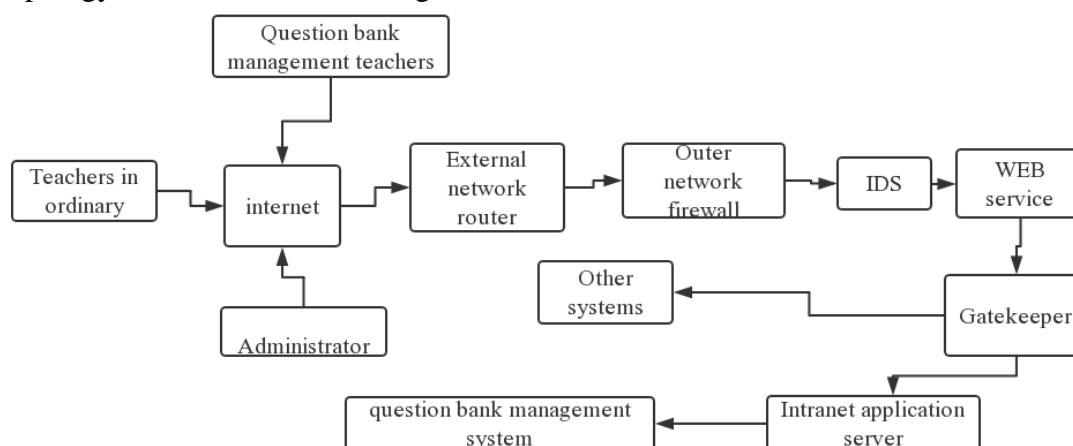 Question bank
management teachers
Teachers in
ordinary
internet
External
network
router
Outer
network
firewall
IDS
WEB
service
Other
systems
Gatekeeper
Administrator
question bank management
system
Intranet application
server